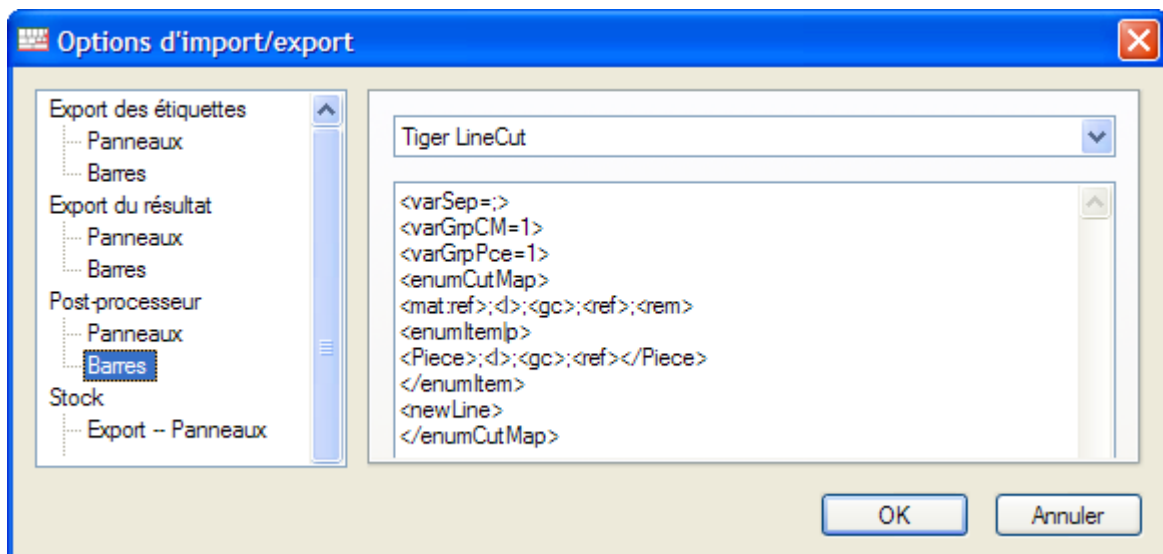 Options d'import/export
Export des étiquettes
Panneaux
Barres
Export du résultat
Panneaux
Barres
Post-processeur
Panneaux
Barres
Stock
Export -- Panneaux
Tiger LineCut
<varSep=;>
<varGrpCM=1>
<varGrpPce=1>
<enumCutMap>
<mat:ref>;<l>;<gc>;<ref>;<rem>
<enumItem|p>
<Piece>;<l>;<gc>;<ref></Piece>
</enumItem>
<newLine>
</enumCutMap>
OK
Annuler